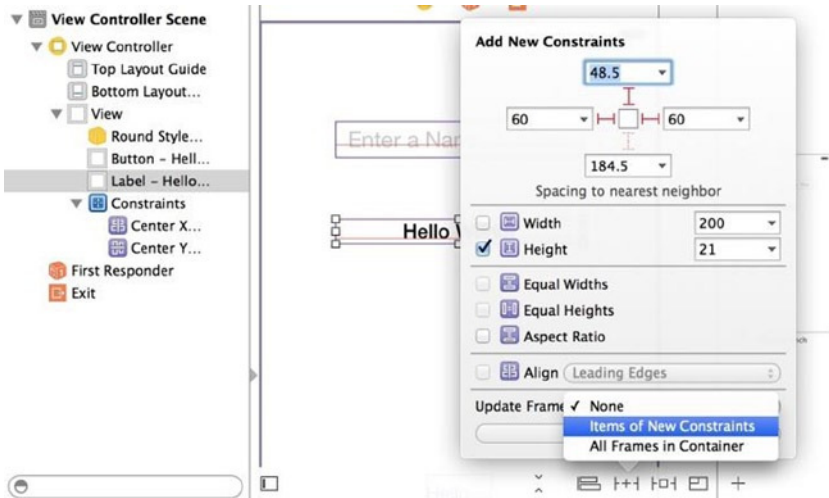 View Controller Scene
View Controller
Top Layout Guide
Bottom Layout...
View
Round Style...
Button – Hell...
Label – Hello...
Constraints
Center X...
Center Y...
First Responder
Exit
Enter a Nar
Hello
Add New Constraints
48.5
60
60
184.5
Spacing to nearest neighbor
Width 200
Height 21
Equal Widths
Equal Heights
Aspect Ratio
Align Leading Edges
Update Frame
None
Items of New Constraints
All Frames in Container